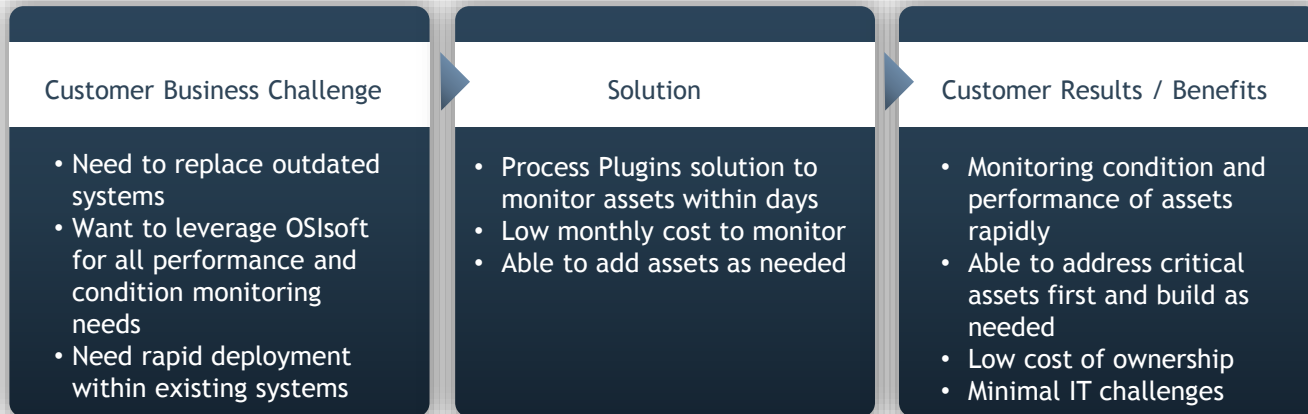 Customer Business Challenge
• Need to replace outdated
systems
• Want to leverage OSIsoft
for all performance and
condition monitoring
needs
• Need rapid deployment
within existing systems
Solution
• Process Plugins solution to
monitor assets within days
• Low monthly cost to monitor
• Able to add assets as needed
Customer Results / Benefits
• Monitoring condition and
performance of assets
rapidly
• Able to address critical
assets first and build as
needed
• Low cost of ownership
• Minimal IT challenges